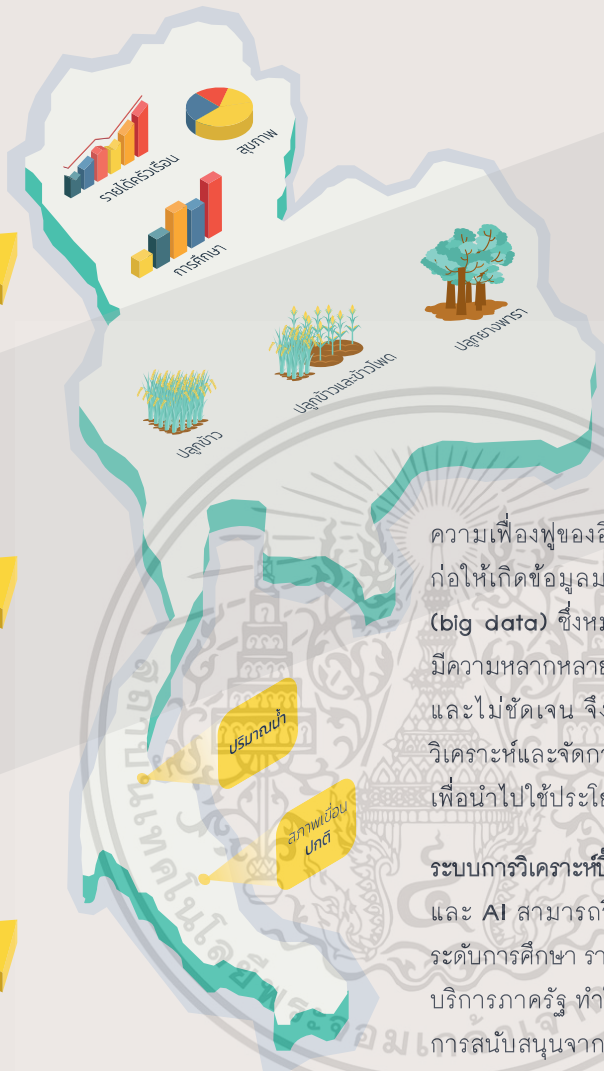 รายได้ครัวเรือน
สุขภาพ
การศึกษา
ปลูกยางพารา
ปลูกข้าวและข้าวโพด
ปลูกข้าว
ความเฟื่องฟูของอิ
ก่อให้เกิดข้อมูลม
(big data) ซึ่งหม
มีความหลากหลาย
และไม่ชัดเจน จึง
วิเคราะห์และจัดกา
เพื่อนำไปใช้ประโย
ปริมาณน้ำ
สภาพเขื่อน
ปกติ
ระบบการวิเคราะห์บิ
และ AI สามารถวิ
ระดับการศึกษา รา
บริการภาครัฐ ทำใ
การสนับสนุนจาก